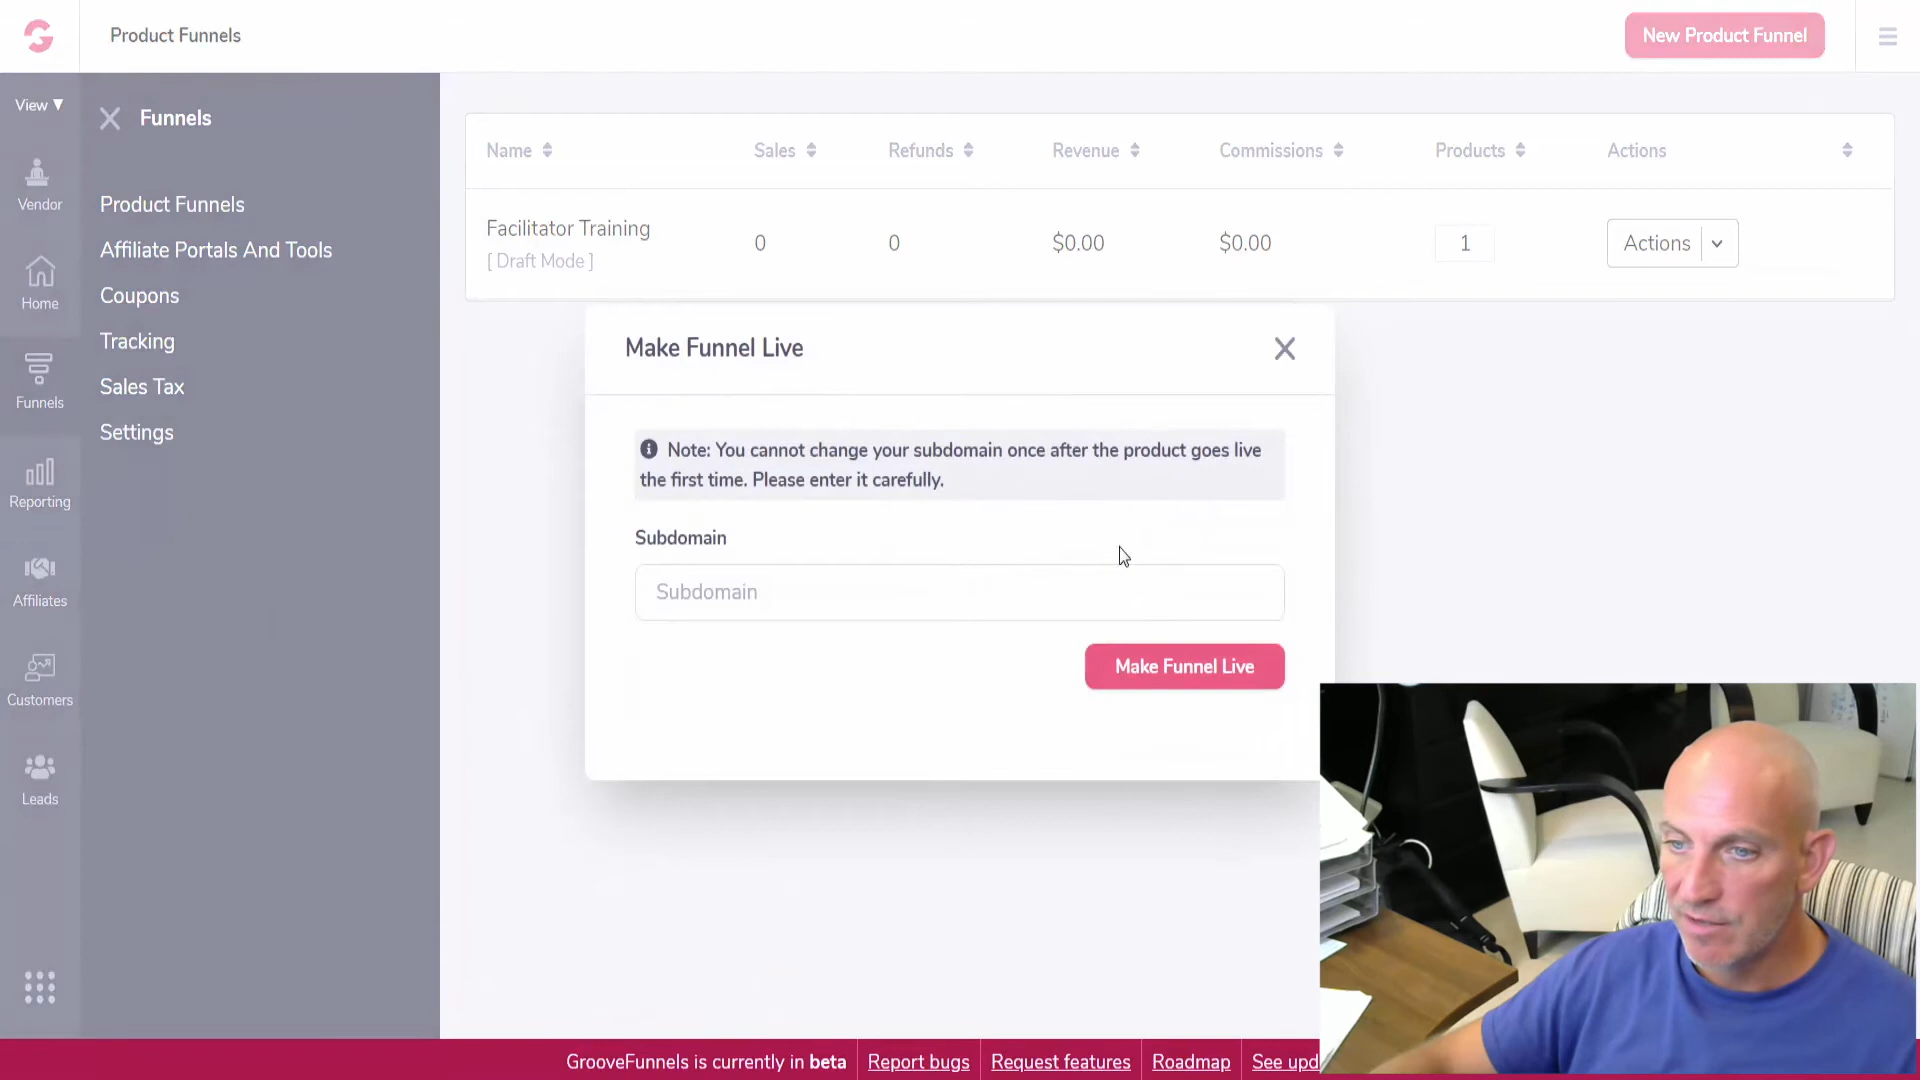 Product Funnels
New Product Funnel
View ▼
Funnels
Vendor
Home
Funnels
Reporting
Affiliates
Customers
Leads
Product Funnels
Affiliate Portals And Tools
Coupons
Tracking
Sales Tax
Settings
Name Sales Refunds Revenue Commissions Products Actions
Facilitator Training 0 0 $0.00 $0.00 1 Actions
[ Draft Mode ]
Make Funnel Live
Note: You cannot change your subdomain once after the product goes live
the first time. Please enter it carefully.
Subdomain
Subdomain
Make Funnel Live
GrooveFunnels is currently in beta Report bugs Request features Roadmap See upd